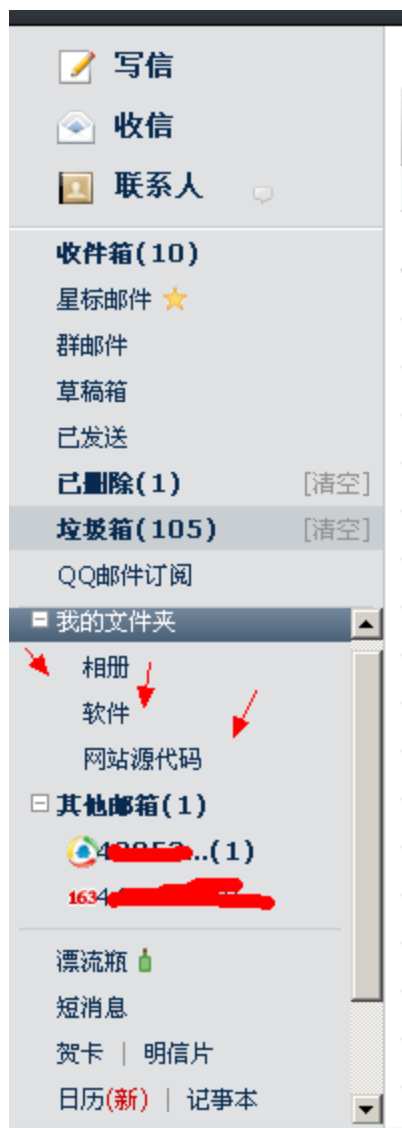 写信
收信
联系人
收件箱(10)
星标邮件
群邮件
草稿箱
已发送
已删除(1) [清空]
垃圾箱(105) [清空]
QQ邮件订阅
我的文件夹
相册
软件
网站源代码
其他邮箱(1)
..(1)
163
漂流瓶
短消息
贺卡 | 明信片
日历(新) | 记事本